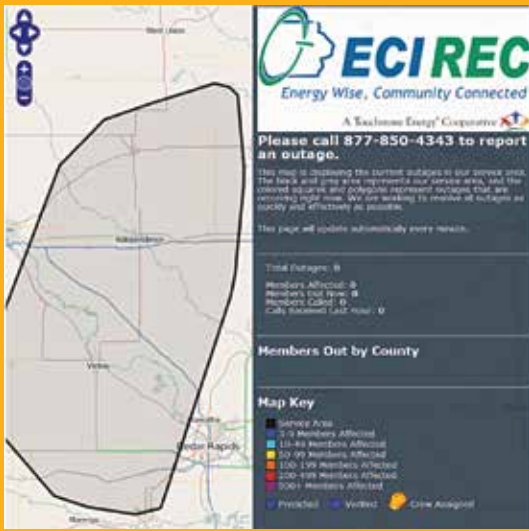 West Union
Independence
Vinton
Cedar Rapids
Marengo
ECI REC
Energy Wise, Community Connected
A Touchstone Energy® Cooperative
Please call 877-850-4343 to report
an outage.
This map is displaying the current outages in our service area.
The black and grey area represents our service area, and the
colored squares and polygons represent outages that are
occurring right now. We are working to resolve all outages as
quickly and effectively as possible.
This page will update automatically every minute.
Total Outages: 0
Members Affected: 0
Members Out Now: 0
Members Called: 0
Calls Received Last Hour: 0
Members Out by County
Map Key
Service Area
Members Affected
10-49 Members Affected
50-99 Members Affected
100-199 Members Affected
200-499 Members Affected
500+ Members Affected
Predicted Verified Crew Assigned